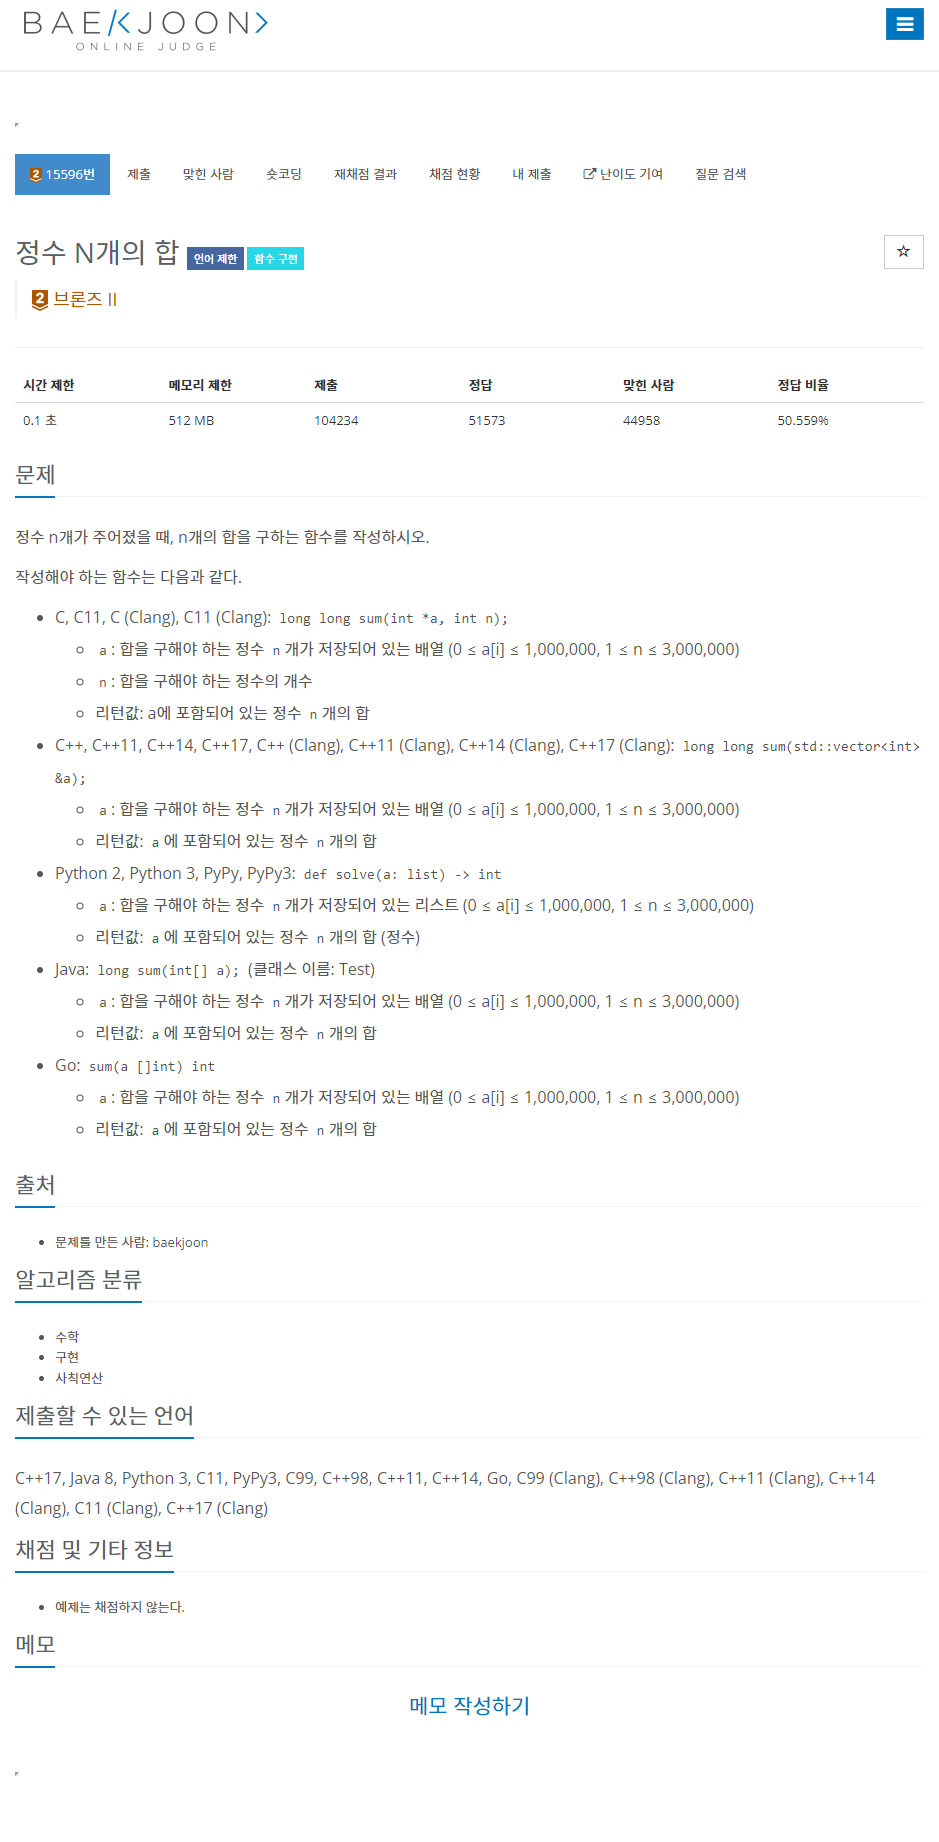 BAEKJOON>
ONLINE JUDGE
2 15596번 제출 맞힌 사람 숏코딩 재채점 결과 채점 현황 내 제출 난이도 기여 질문 검색
정수 N개의 합 언어 제한 함수 구현
2 브론즈 II
시간 제한 메모리 제한 제출 정답 맞힌 사람 정답 비율
0.1 초 512 MB 104234 51573 44958 50.559%
문제
정수 n개가 주어졌을 때, n개의 합을 구하는 함수를 작성하시오.
작성해야 하는 함수는 다음과 같다.
C, C11, C (Clang), C11 (Clang): long long sum(int *a, int n);
a : 합을 구해야 하는 정수 n 개가 저장되어 있는 배열 (0 ≤ a[i] ≤ 1,000,000, 1 ≤ n ≤ 3,000,000)
n : 합을 구해야 하는 정수의 개수
리턴값: a에 포함되어 있는 정수 n 개의 합
C++, C++11, C++14, C++17, C++ (Clang), C++11 (Clang), C++14 (Clang), C++17 (Clang): long long sum(std::vector<int>
&a);
a : 합을 구해야 하는 정수 n 개가 저장되어 있는 배열 (0 ≤ a[i] ≤ 1,000,000, 1 ≤ n ≤ 3,000,000)
리턴값: a 에 포함되어 있는 정수 n 개의 합
Python 2, Python 3, PyPy, PyPy3: def solve(a: list) -> int
a : 합을 구해야 하는 정수 n 개가 저장되어 있는 리스트 (0 ≤ a[i] ≤ 1,000,000, 1 ≤ n ≤ 3,000,000)
리턴값: a 에 포함되어 있는 정수 n 개의 합 (정수)
Java: long sum(int[] a); (클래스 이름: Test)
a : 합을 구해야 하는 정수 n 개가 저장되어 있는 배열 (0 ≤ a[i] ≤ 1,000,000, 1 ≤ n ≤ 3,000,000)
리턴값: a 에 포함되어 있는 정수 n 개의 합
Go: sum(a []int) int
a : 합을 구해야 하는 정수 n 개가 저장되어 있는 배열 (0 ≤ a[i] ≤ 1,000,000, 1 ≤ n ≤ 3,000,000)
리턴값: a 에 포함되어 있는 정수 n 개의 합
출처
문제를 만든 사람: baekjoon
알고리즘 분류
수학
구현
사칙연산
제출할 수 있는 언어
C++17, Java 8, Python 3, C11, PyPy3, C99, C++98, C++11, C++14, Go, C99 (Clang), C++98 (Clang), C++11 (Clang), C++14
(Clang), C11 (Clang), C++17 (Clang)
채점 및 기타 정보
예제는 채점하지 않는다.
메모
메모 작성하기